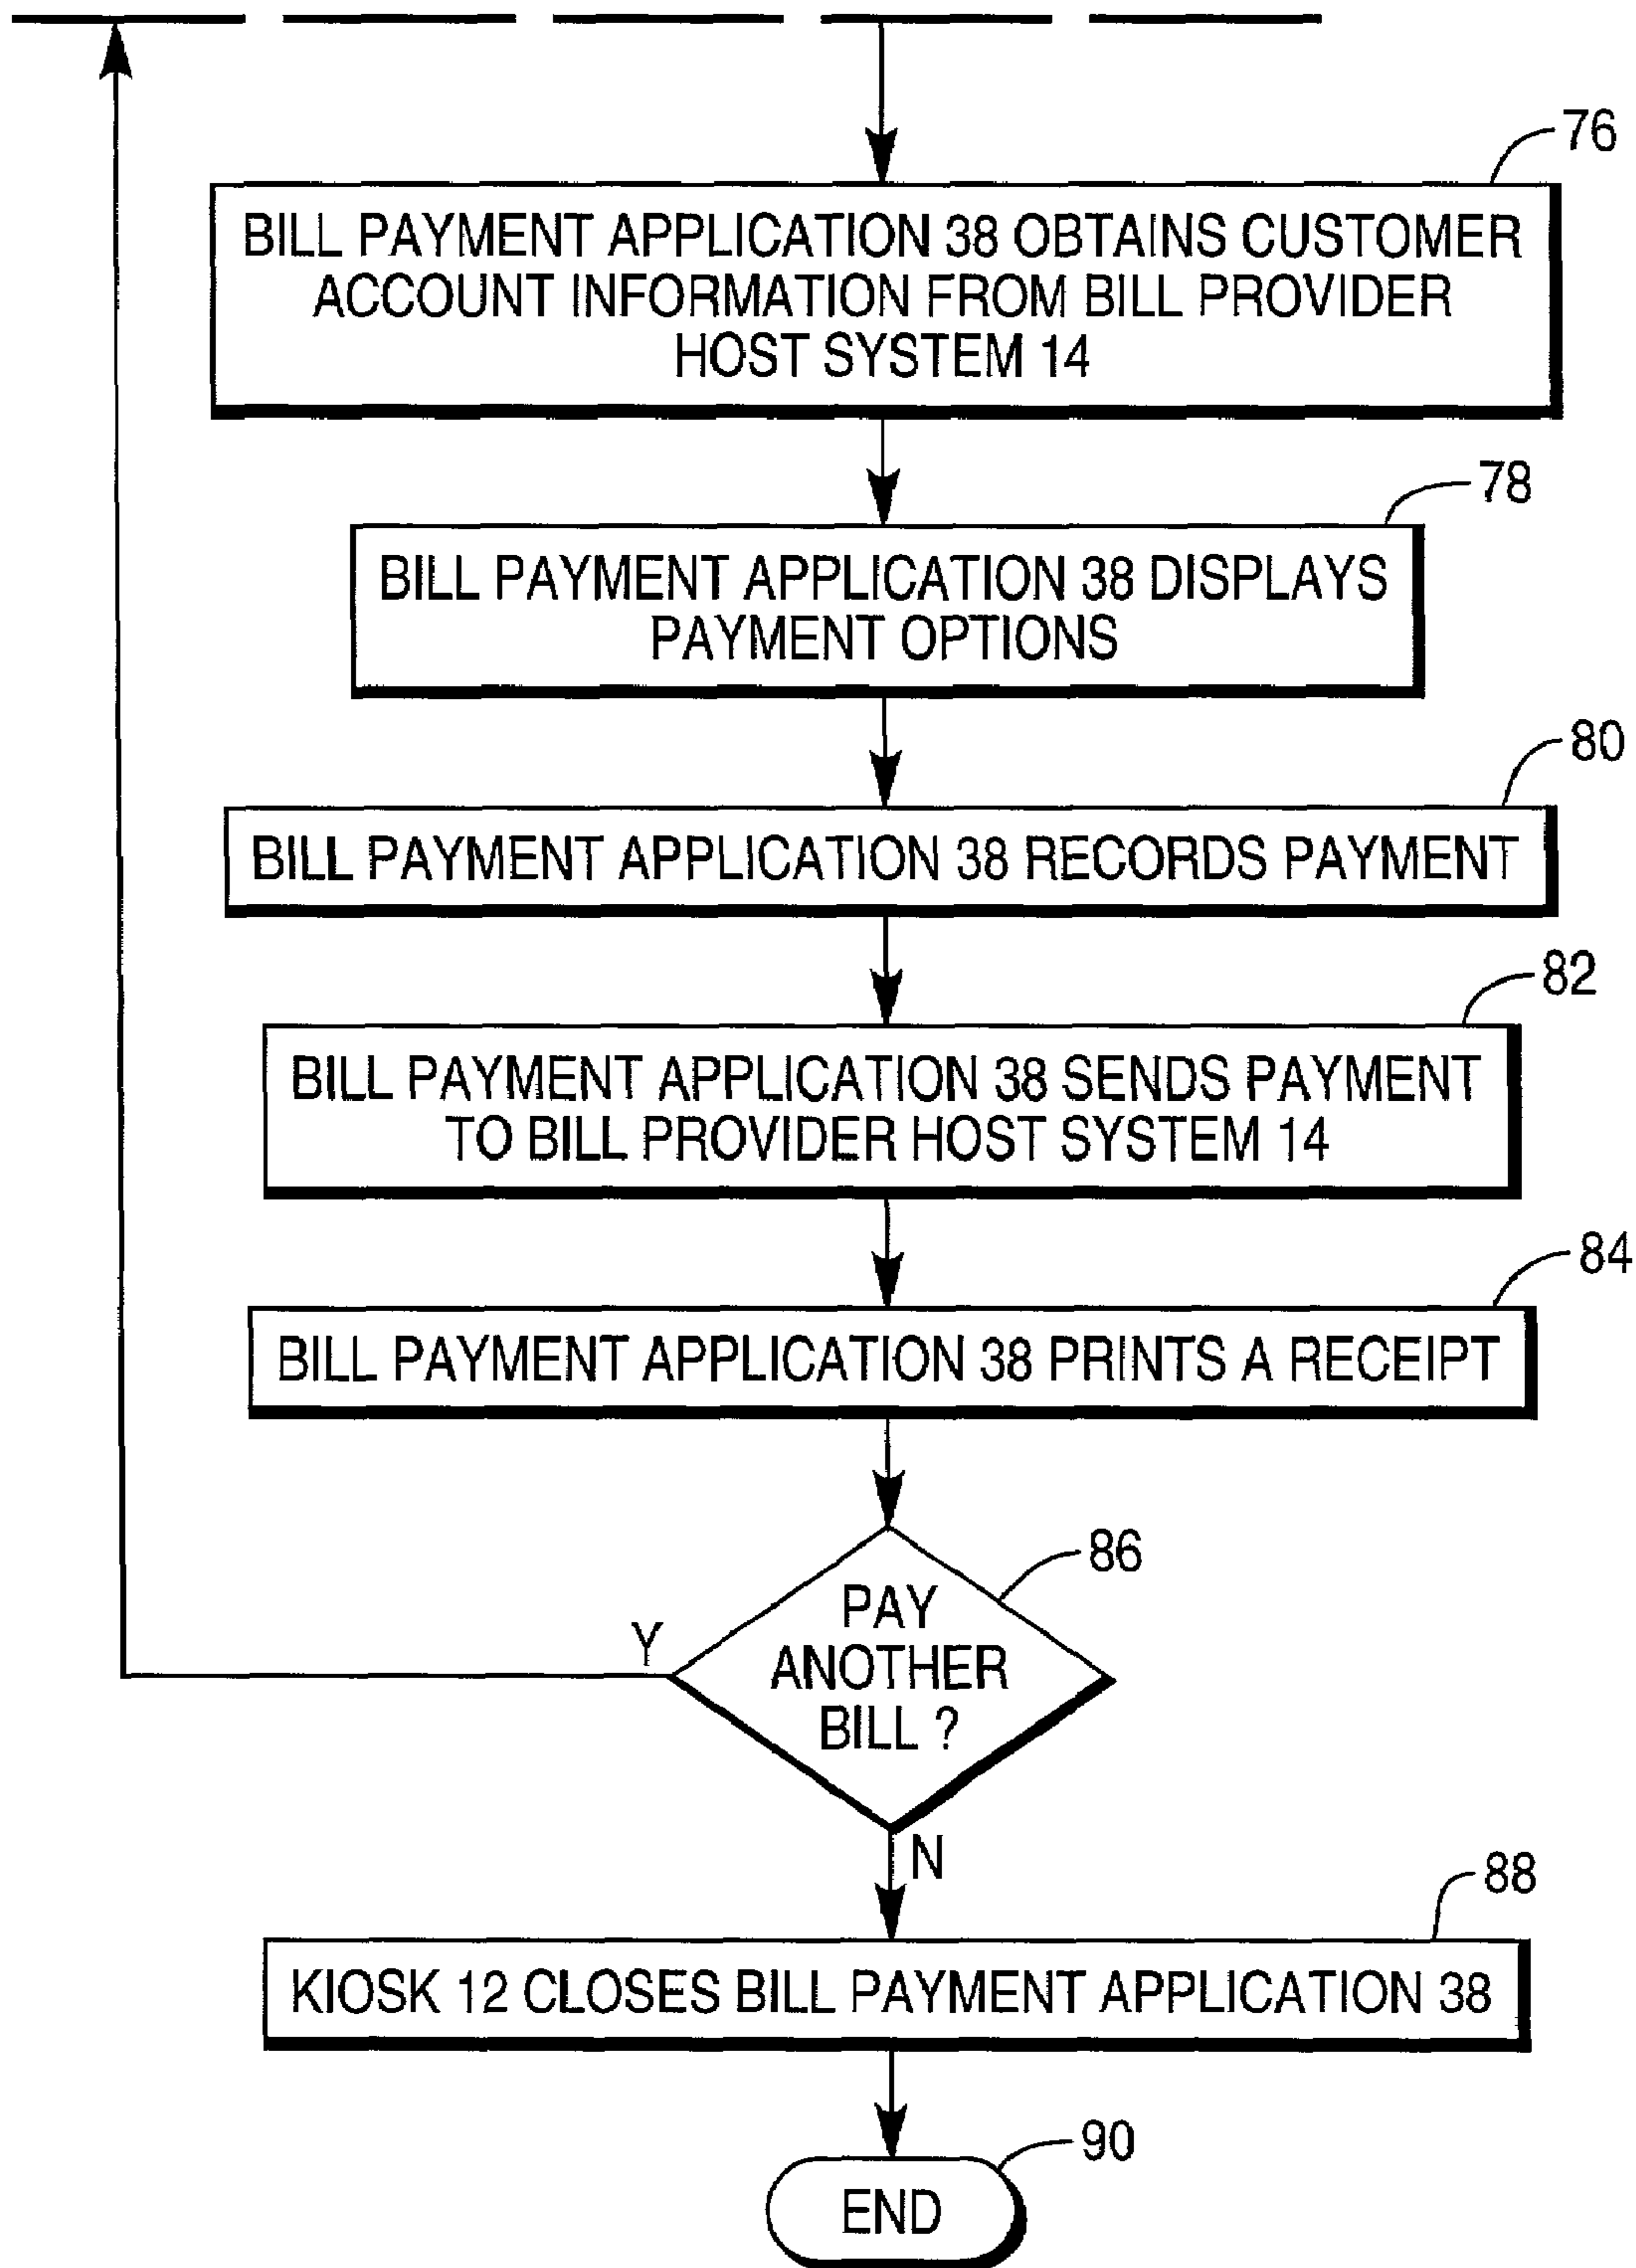 76
BILL PAYMENT APPLICATION 38 OBTAINS CUSTOMER
ACCOUNT INFORMATION FROM BILL PROVIDER
HOST SYSTEM 14
78
BILL PAYMENT APPLICATION 38 DISPLAYS
PAYMENT OPTIONS
80
BILL PAYMENT APPLICATION 38 RECORDS PAYMENT
82
BILL PAYMENT APPLICATION 38 SENDS PAYMENT
TO BILL PROVIDER HOST SYSTEM 14
84
BILL PAYMENT APPLICATION 38 PRINTS A RECEIPT
86
PAY
ANOTHER
BILL ?
Y
N
88
KIOSK 12 CLOSES BILL PAYMENT APPLICATION 38
90
END